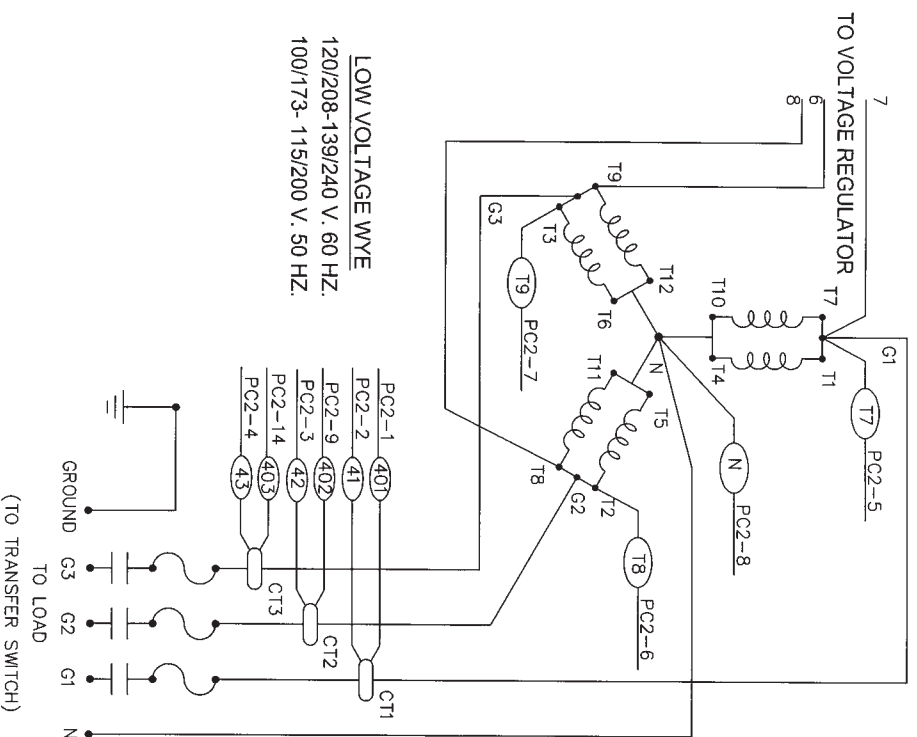 TO VOLTAGE REGULATOR
7
6
8
G1
T7
T1
T7
PC2-5
T10
T4
N
N
PC2-8
T9
T12
G3
T3
T6
T9
PC2-7
T11
T5
T8
G2
T2
T8
PC2-6
LOW VOLTAGE WYE
120/208-139/240 V. 60 HZ.
100/173- 115/200 V. 50 HZ.
PC2-1
401
PC2-2
41
PC2-9
402
PC2-3
42
PC2-14
403
PC2-4
43
CT1
CT2
CT3
GROUND
G3
G2
G1
N
TO LOAD
(TO TRANSFER SWITCH)